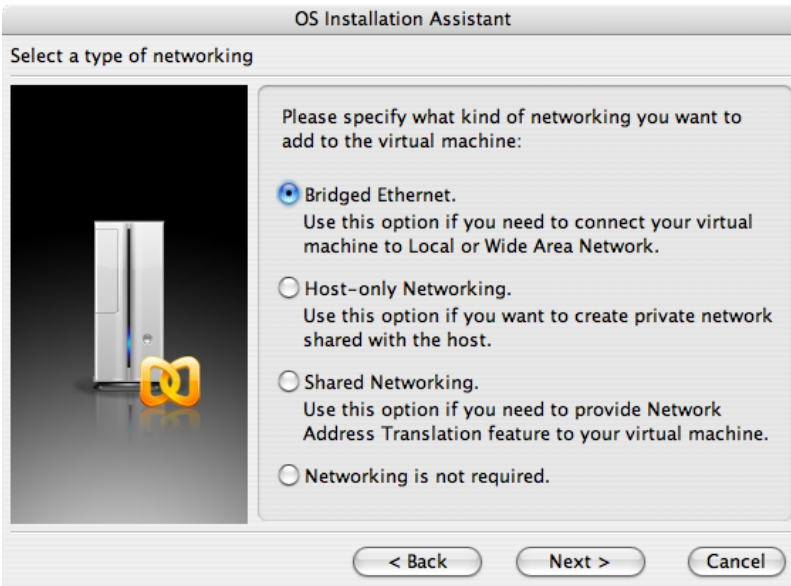 OS Installation Assistant
Select a type of networking
Please specify what kind of networking you want to
add to the virtual machine:
Bridged Ethernet.
Use this option if you need to connect your virtual
machine to Local or Wide Area Network.
Host-only Networking.
Use this option if you want to create private network
shared with the host.
Shared Networking.
Use this option if you need to provide Network
Address Translation feature to your virtual machine.
Networking is not required.
< Back
Next >
Cancel